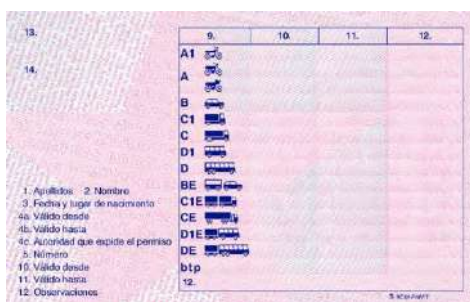 13.
9. 10. 11. 12.
A1
14.
A
B
C1
C
D1
D
BE
C1E
CE
D1E
DE
btp
12.
1. Apellidos 2. Nombre
3. Fecha y lugar de nacimiento
4a. Válido desde
4b. Válido hasta
4c. Autoridad que expide el permiso
5. Número
10. Válido desde
11. Válido hasta
12. Observaciones